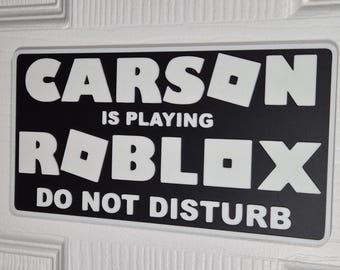 CARSON
IS PLAYING
ROBLOX
DO NOT DISTURB